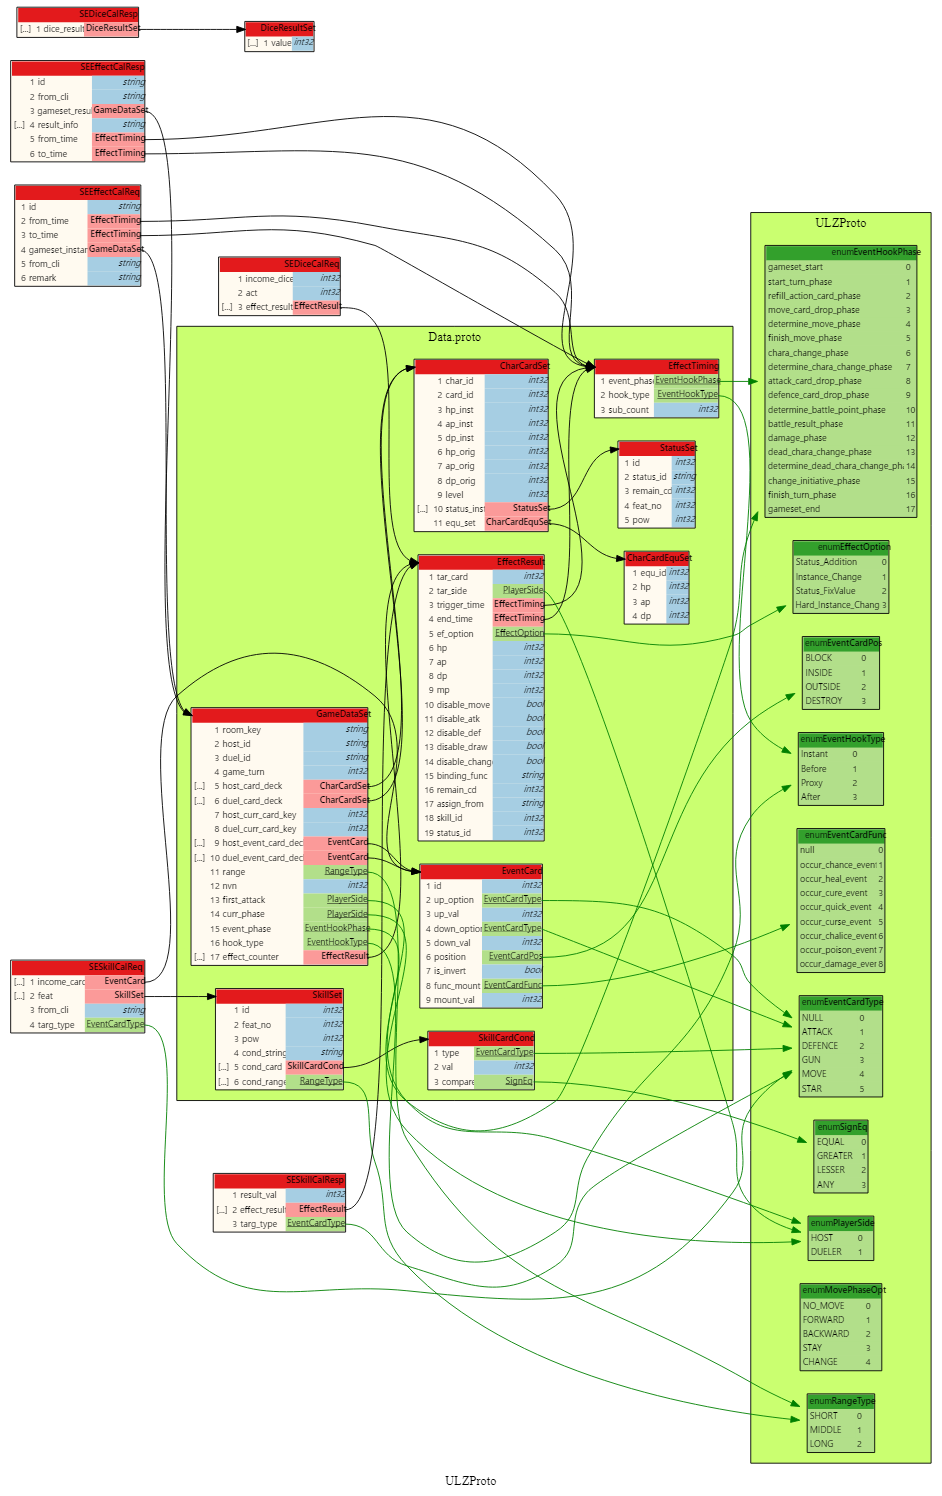 SEDiceCalResp
[...] 1 dice_result DiceResultSet
DiceResultSet
[...] 1 value int32
SEEffectCalResp
1 id string
2 from_cli string
3 gameset_resu GameDataSet
[...] 4 result_info string
5 from_time EffectTiming
6 to_time EffectTiming
SEEffectCalReq
1 id string
2 from_time EffectTiming
3 to_time EffectTiming
4 gameset_instan GameDataSet
5 from_cli string
6 remark string
SEDiceCalReq
1 income_dice int32
2 act int32
[...] 3 effect_result EffectResult
Data.proto
CharCardSet
1 char_id int32
2 card_id int32
3 hp_inst int32
4 ap_inst int32
5 dp_inst int32
6 hp_orig int32
7 ap_orig int32
8 dp_orig int32
9 level int32
[...] 10 status_inst StatusSet
11 equ_set CharCardEquSet
EffectTiming
1 event_phas EventHookPhase
2 hook_type EventHookType
3 sub_count int32
StatusSet
1 id int32
2 status_id string
3 remain_cd int32
4 feat_no int32
5 pow int32
CharCardEquSet
1 equ_id int32
2 hp int32
3 ap int32
4 dp int32
EffectResult
1 tar_card int32
2 tar_side PlayerSide
3 trigger_time EffectTiming
4 end_time EffectTiming
5 ef_option EffectOption
6 hp int32
7 ap int32
8 dp int32
9 mp int32
10 disable_move bool
11 disable_atk bool
12 disable_def bool
13 disable_draw bool
14 disable_chang bool
15 binding_func string
16 remain_cd int32
17 assign_from string
18 skill_id int32
19 status_id int32
GameDataSet
1 room_key string
2 host_id string
3 duel_id string
4 game_turn int32
[...] 5 host_card_deck CharCardSet
[...] 6 duel_card_deck CharCardSet
7 host_curr_card_key int32
8 duel_curr_card_key int32
[...] 9 host_event_card_dec EventCard
[...] 10 duel_event_card_dec EventCard
11 range RangeType
12 nvn int32
13 first_attack PlayerSide
14 curr_phase PlayerSide
15 event_phase EventHookPhase
16 hook_type EventHookType
[...] 17 effect_counter EffectResult
EventCard
1 id int32
2 up_option EventCardType
3 up_val int32
4 down_option EventCardType
5 down_val int32
6 position EventCardPos
7 is_invert bool
8 func_mount EventCardFunc
9 mount_val int32
SESkillCalReq
[...] 1 income_card EventCard
[...] 2 feat SkillSet
3 from_cli string
4 targ_type EventCardType
SkillSet
1 id int32
2 feat_no int32
3 pow int32
4 cond_string string
[...] 5 cond_card SkillCardCond
[...] 6 cond_range RangeType
SkillCardCond
1 type EventCardType
2 val int32
3 compare SignEq
SESkillCalResp
1 result_val int32
[...] 2 effect_result EffectResult
3 targ_type EventCardType
ULZProto
enumEventHookPhase
gameset_start 0
start_turn_phase 1
refill_action_card_phase 2
move_card_drop_phase 3
determine_move_phase 4
finish_move_phase 5
chara_change_phase 6
determine_chara_change_phase 7
attack_card_drop_phase 8
defence_card_drop_phase 9
determine_battle_point_phase 10
battle_result_phase 11
damage_phase 12
dead_chara_change_phase 13
determine_dead_chara_change_pha 14
change_initiative_phase 15
finish_turn_phase 16
gameset_end 17
enumEffectOption
Status_Addition 0
Instance_Change 1
Status_FixValue 2
Hard_Instance_Chang 3
enumEventCardPos
BLOCK 0
INSIDE 1
OUTSIDE 2
DESTROY 3
enumEventHookType
Instant 0
Before 1
Proxy 2
After 3
enumEventCardFunc
null 0
occur_chance_event 1
occur_heal_event 2
occur_cure_event 3
occur_quick_event 4
occur_curse_event 5
occur_chalice_event 6
occur_poison_event 7
occur_damage_ever 8
enumEventCardType
NULL 0
ATTACK 1
DEFENCE 2
GUN 3
MOVE 4
STAR 5
enumSignEq
EQUAL 0
GREATER 1
LESSER 2
ANY 3
enumPlayerSide
HOST 0
DUELER 1
enumMovePhaseOpt
NO_MOVE 0
FORWARD 1
BACKWARD 2
STAY 3
CHANGE 4
enumRangeType
SHORT 0
MIDDLE 1
LONG 2
ULZProto